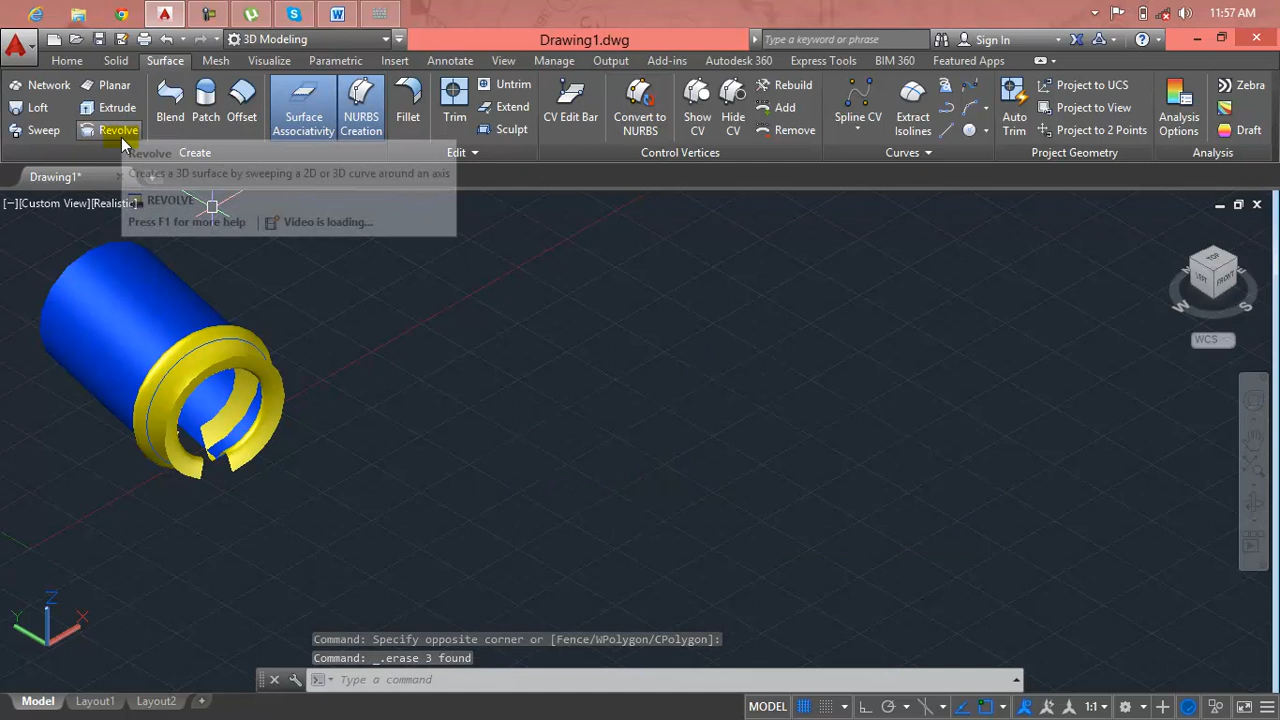 11:57 AM
3D Modeling
Drawing1.dwg
Type a keyword or phrase
Sign In
Home Solid Surface Mesh Visualize Parametric Insert Annotate View Manage Output Add-ins Autodesk 360 Express Tools BIM 360 Featured Apps
Network Planar
Loft Extrude
Sweep Revolve
Blend Patch Offset
Surface Associativity
NURBS Creation
Fillet
Trim
Untrim
Extend
Sculpt
CV Edit Bar
Convert to NURBS
Show CV
Hide CV
Rebuild
Add
Remove
Spline CV
Extract Isolines
Auto Trim
Project to UCS
Project to View
Project to 2 Points
Analysis Options
Zebra
Draft
Create
Edit
Control Vertices
Curves
Project Geometry
Analysis
Drawing1*
Revolve
Creates a 3D surface by sweeping a 2D or 3D curve around an axis
REVOLVE
Press F1 for more help
Video is loading...
[−][Custom View][Realistic]
TOP
LEFT
FRONT
N
E
W
S
WCS
Z
Y
X
Command: Specify opposite corner or [Fence/WPolygon/CPolygon]:
Command: _.erase 3 found
Type a command
Model Layout1 Layout2 +
MODEL
1:1